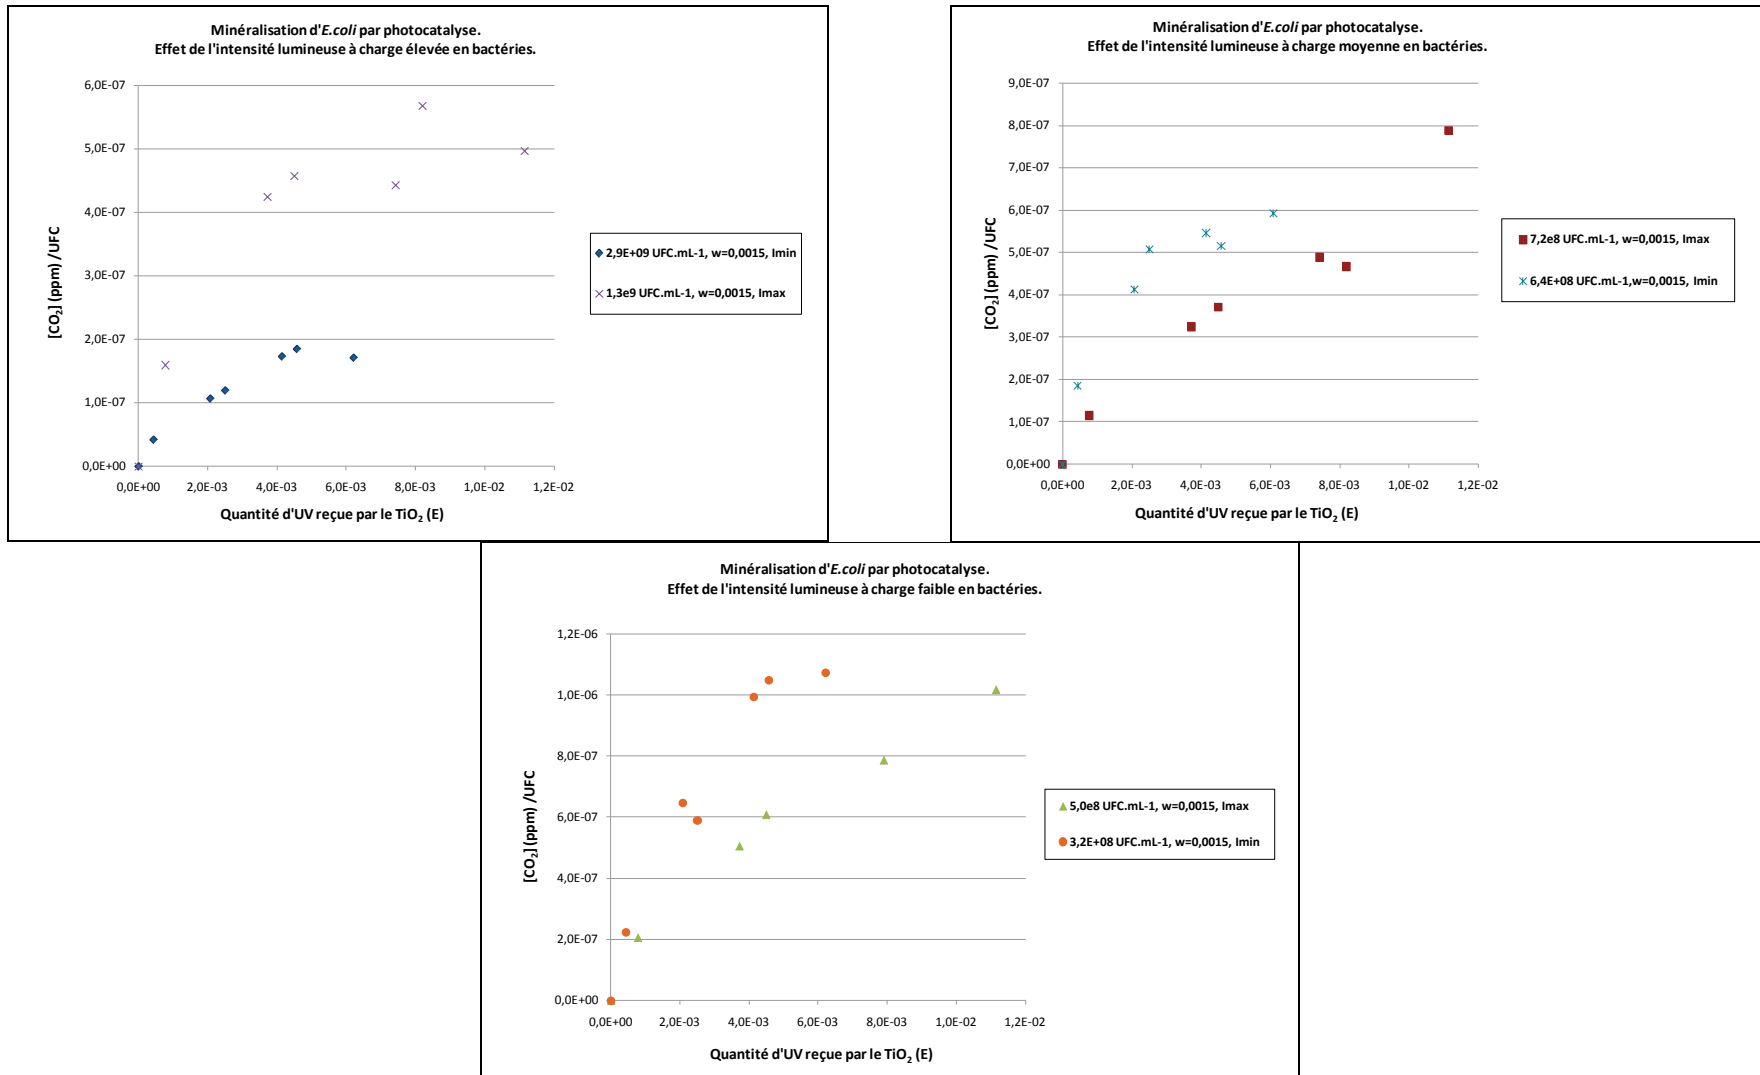 Minéralisation d'E.coli par photocatalyse.
Effet de l'intensité lumineuse à charge élevée en bactéries.
6,0E-07
5,0E-07
4,0E-07
3,0E-07
2,0E-07
1,0E-07
0,0E+00
[CO2] (ppm) /UFC
0,0E+00 2,0E-03 4,0E-03 6,0E-03 8,0E-03 1,0E-02 1,2E-02
Quantité d'UV reçue par le TiO2 (E)
2,9E+09 UFC.mL-1, w=0,0015, Imin
1,3e9 UFC.mL-1, w=0,0015, Imax
Minéralisation d'E.coli par photocatalyse.
Effet de l'intensité lumineuse à charge moyenne en bactéries.
9,0E-07
8,0E-07
7,0E-07
6,0E-07
5,0E-07
4,0E-07
3,0E-07
2,0E-07
1,0E-07
0,0E+00
[CO2] (ppm) /UFC
0,0E+00 2,0E-03 4,0E-03 6,0E-03 8,0E-03 1,0E-02 1,2E-02
Quantité d'UV reçue par le TiO2 (E)
7,2e8 UFC.mL-1, w=0,0015, Imax
6,4E+08 UFC.mL-1,w=0,0015, Imin
Minéralisation d'E.coli par photocatalyse.
Effet de l'intensité lumineuse à charge faible en bactéries.
1,2E-06
1,0E-06
8,0E-07
6,0E-07
4,0E-07
2,0E-07
0,0E+00
[CO2] (ppm) /UFC
0,0E+00 2,0E-03 4,0E-03 6,0E-03 8,0E-03 1,0E-02 1,2E-02
Quantité d'UV reçue par le TiO2 (E)
5,0e8 UFC.mL-1, w=0,0015, Imax
3,2E+08 UFC.mL-1, w=0,0015, Imin